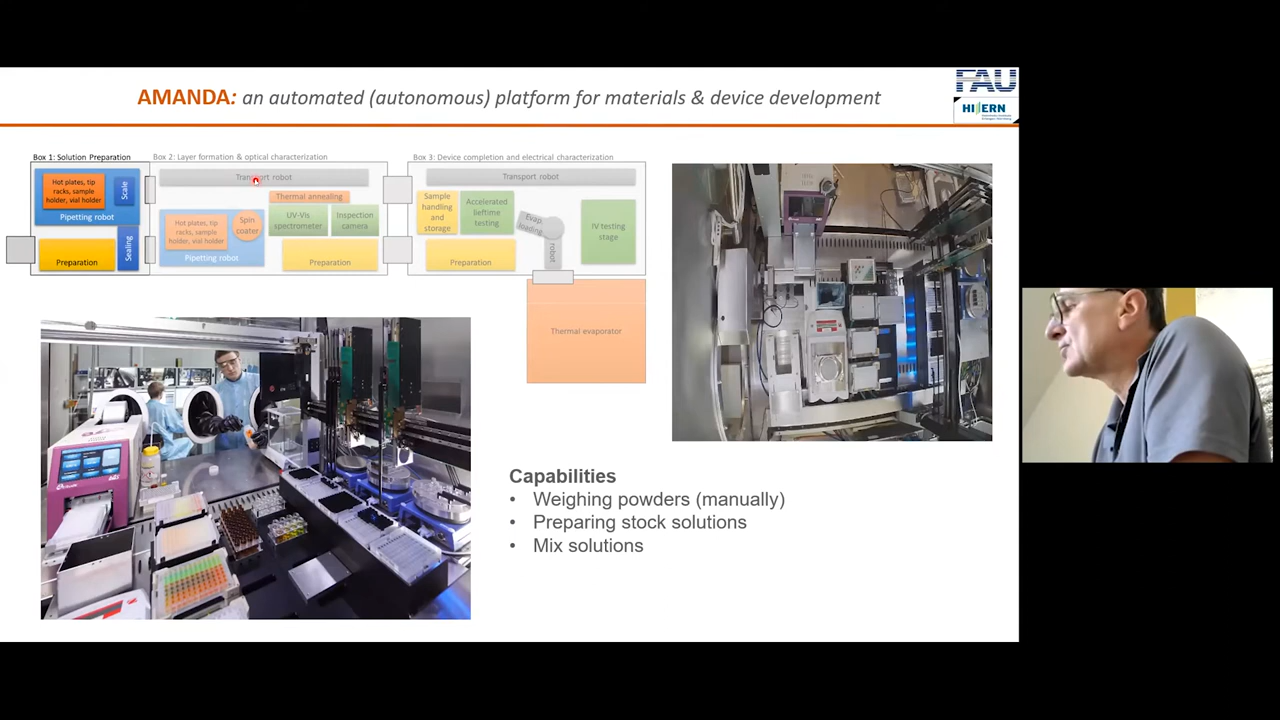 AMANDA: an automated (autonomous) platform for materials & device development
FAU
HI ERN
Box 1: Solution Preparation
Hot plates, tip
racks, sample
holder, vial holder
Scale
Pipetting robot
Preparation
Sealing
Box 2: Layer formation & optical characterization
Transport robot
Thermal annealing
Hot plates, tip
racks, sample
holder, vial holder
Spin
coater
UV-Vis
spectrometer
Inspection
camera
Pipetting robot
Preparation
Box 3: Device completion and electrical characterization
Transport robot
Sample
handling
and
storage
Accelerated
lieftime
testing
Evap.
loading
robot
IV testing
stage
Preparation
Thermal evaporator
Capabilities
• Weighing powders (manually)
• Preparing stock solutions
• Mix solutions